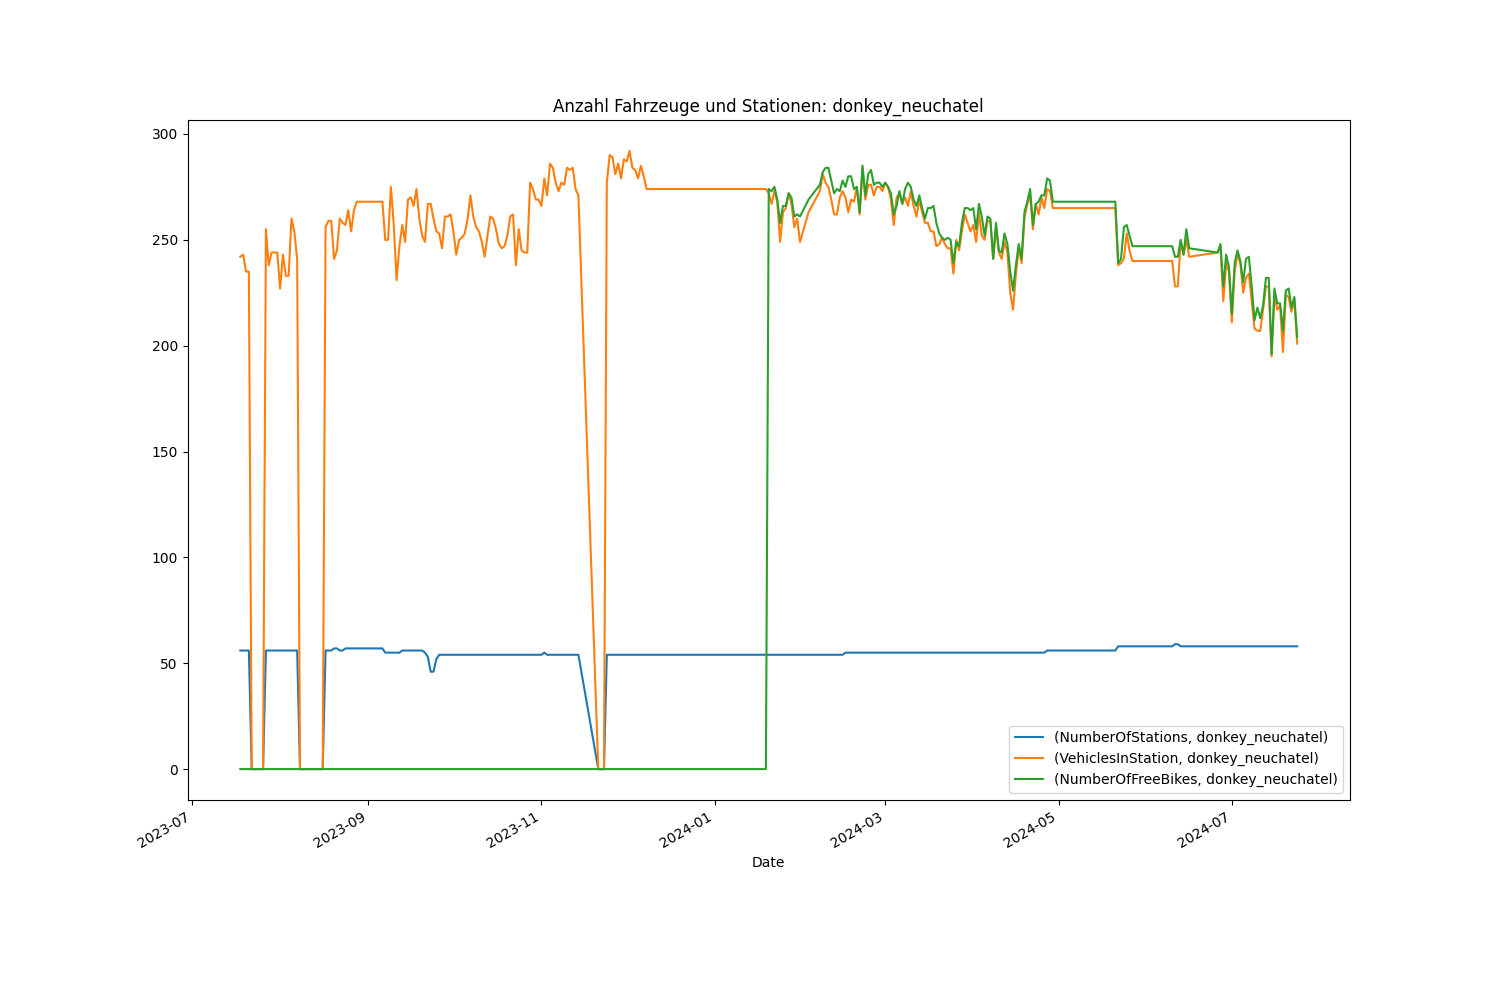 Anzahl Fahrzeuge und Stationen: donkey_neuchatel
300
250
200
150
100
50
0
(NumberOfStations, donkey_neuchatel)
(VehiclesInStation, donkey_neuchatel)
(NumberOfFreeBikes, donkey_neuchatel)
2023-07
2023-09
2023-11
2024-01
2024-03
2024-05
2024-07
Date